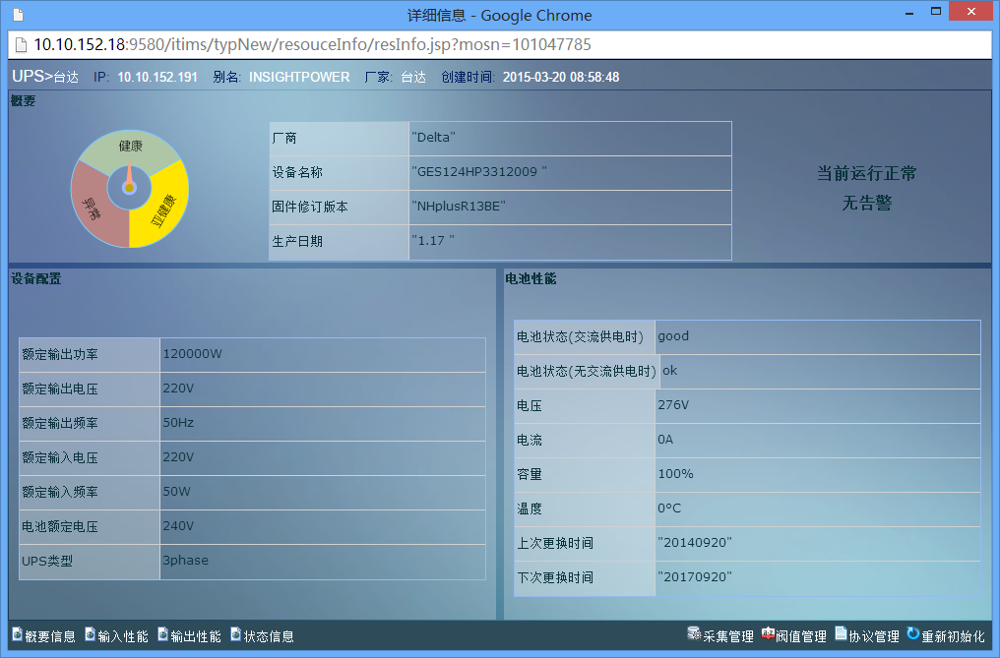 详细信息 - Google Chrome
10.10.152.18:9580/itims/typNew/resouceInfo/resInfo.jsp?mosn=101047785
UPS>台达 IP: 10.10.152.191 别名: INSIGHTPOWER 厂家: 台达 创建时间: 2015-03-20 08:58:48
概要
健康
异常
亚健康
厂商 "Delta"
设备名称 "GES124HP3312009 "
固件修订版本 "NHplusR13BE"
生产日期 "1.17 "
当前运行正常
无告警
设备配置
额定输出功率 120000W
额定输出电压 220V
额定输出频率 50Hz
额定输入电压 220V
额定输入频率 50W
电池额定电压 240V
UPS类型 3phase
电池性能
电池状态(交流供电时) good
电池状态(无交流供电时) ok
电压 276V
电流 0A
容量 100%
温度 0°C
上次更换时间 "20140920"
下次更换时间 "20170920"
概要信息 输入性能 输出性能 状态信息 采集管理 阀值管理 协议管理 重新初始化